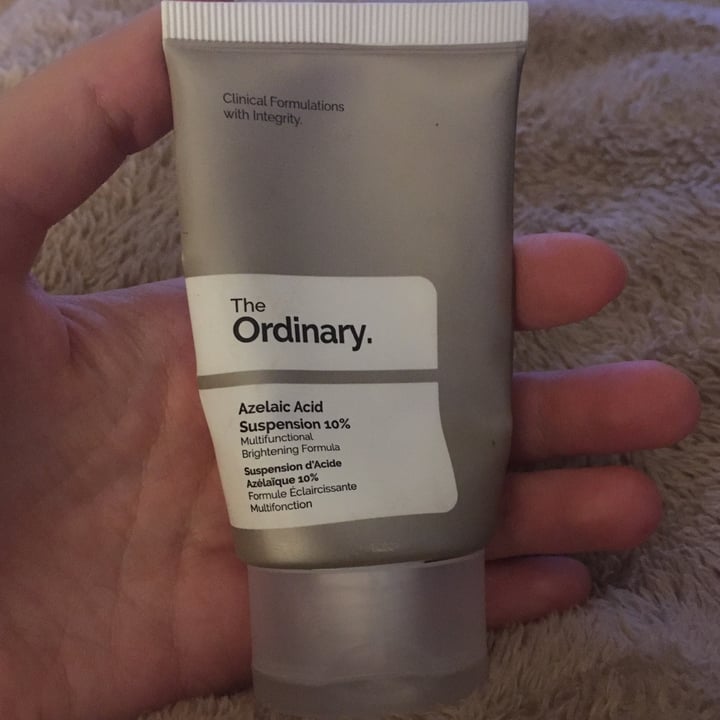 Clinical Formulations
with Integrity.
The
Ordinary.
Azelaic Acid
Suspension 10%
Multifunctional
Brightening Formula
Suspension d'Acide
Azélaïque 10%
Formule Éclaircissante
Multifonction